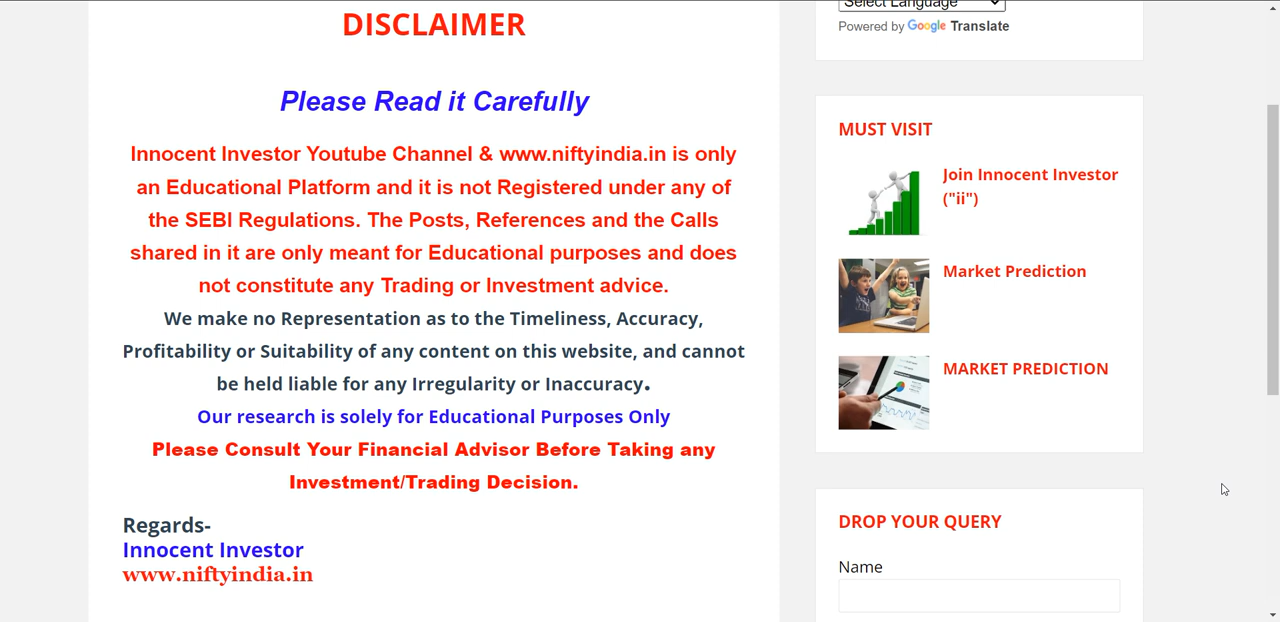 DISCLAIMER
Please Read it Carefully
Innocent Investor Youtube Channel & www.niftyindia.in is only
an Educational Platform and it is not Registered under any of
the SEBI Regulations. The Posts, References and the Calls
shared in it are only meant for Educational purposes and does
not constitute any Trading or Investment advice.
We make no Representation as to the Timeliness, Accuracy,
Profitability or Suitability of any content on this website, and cannot
be held liable for any Irregularity or Inaccuracy.
Our research is solely for Educational Purposes Only
Please Consult Your Financial Advisor Before Taking any
Investment/Trading Decision.
Regards-
Innocent Investor
www.niftyindia.in
Select Language
Powered by Google Translate
MUST VISIT
Join Innocent Investor
("ii")
Market Prediction
MARKET PREDICTION
DROP YOUR QUERY
Name